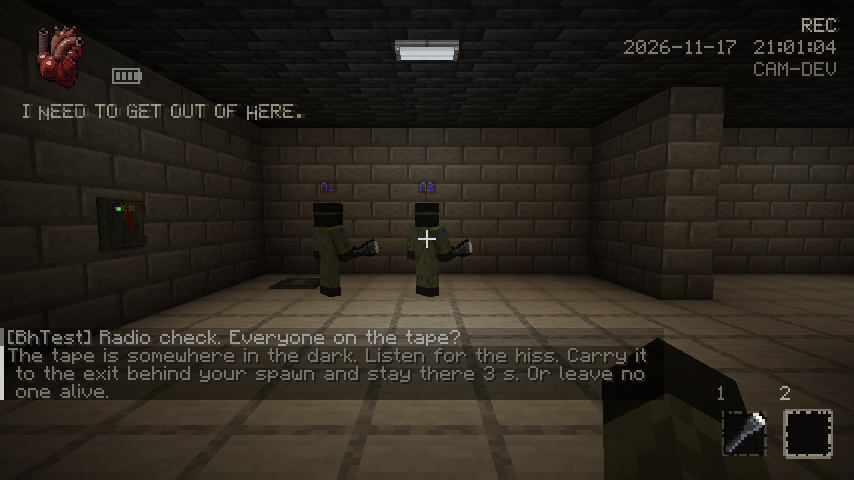 REC
2026-11-17 21:01:04
CAM-DEV
I NEED TO GET OUT OF HERE.
A1 A2
[BhTest] Radio check. Everyone on the tape?
The tape is somewhere in the dark. Listen for the hiss. Carry it
to the exit behind your spawn and stay there 3 s. Or leave no
one alive.
1 2